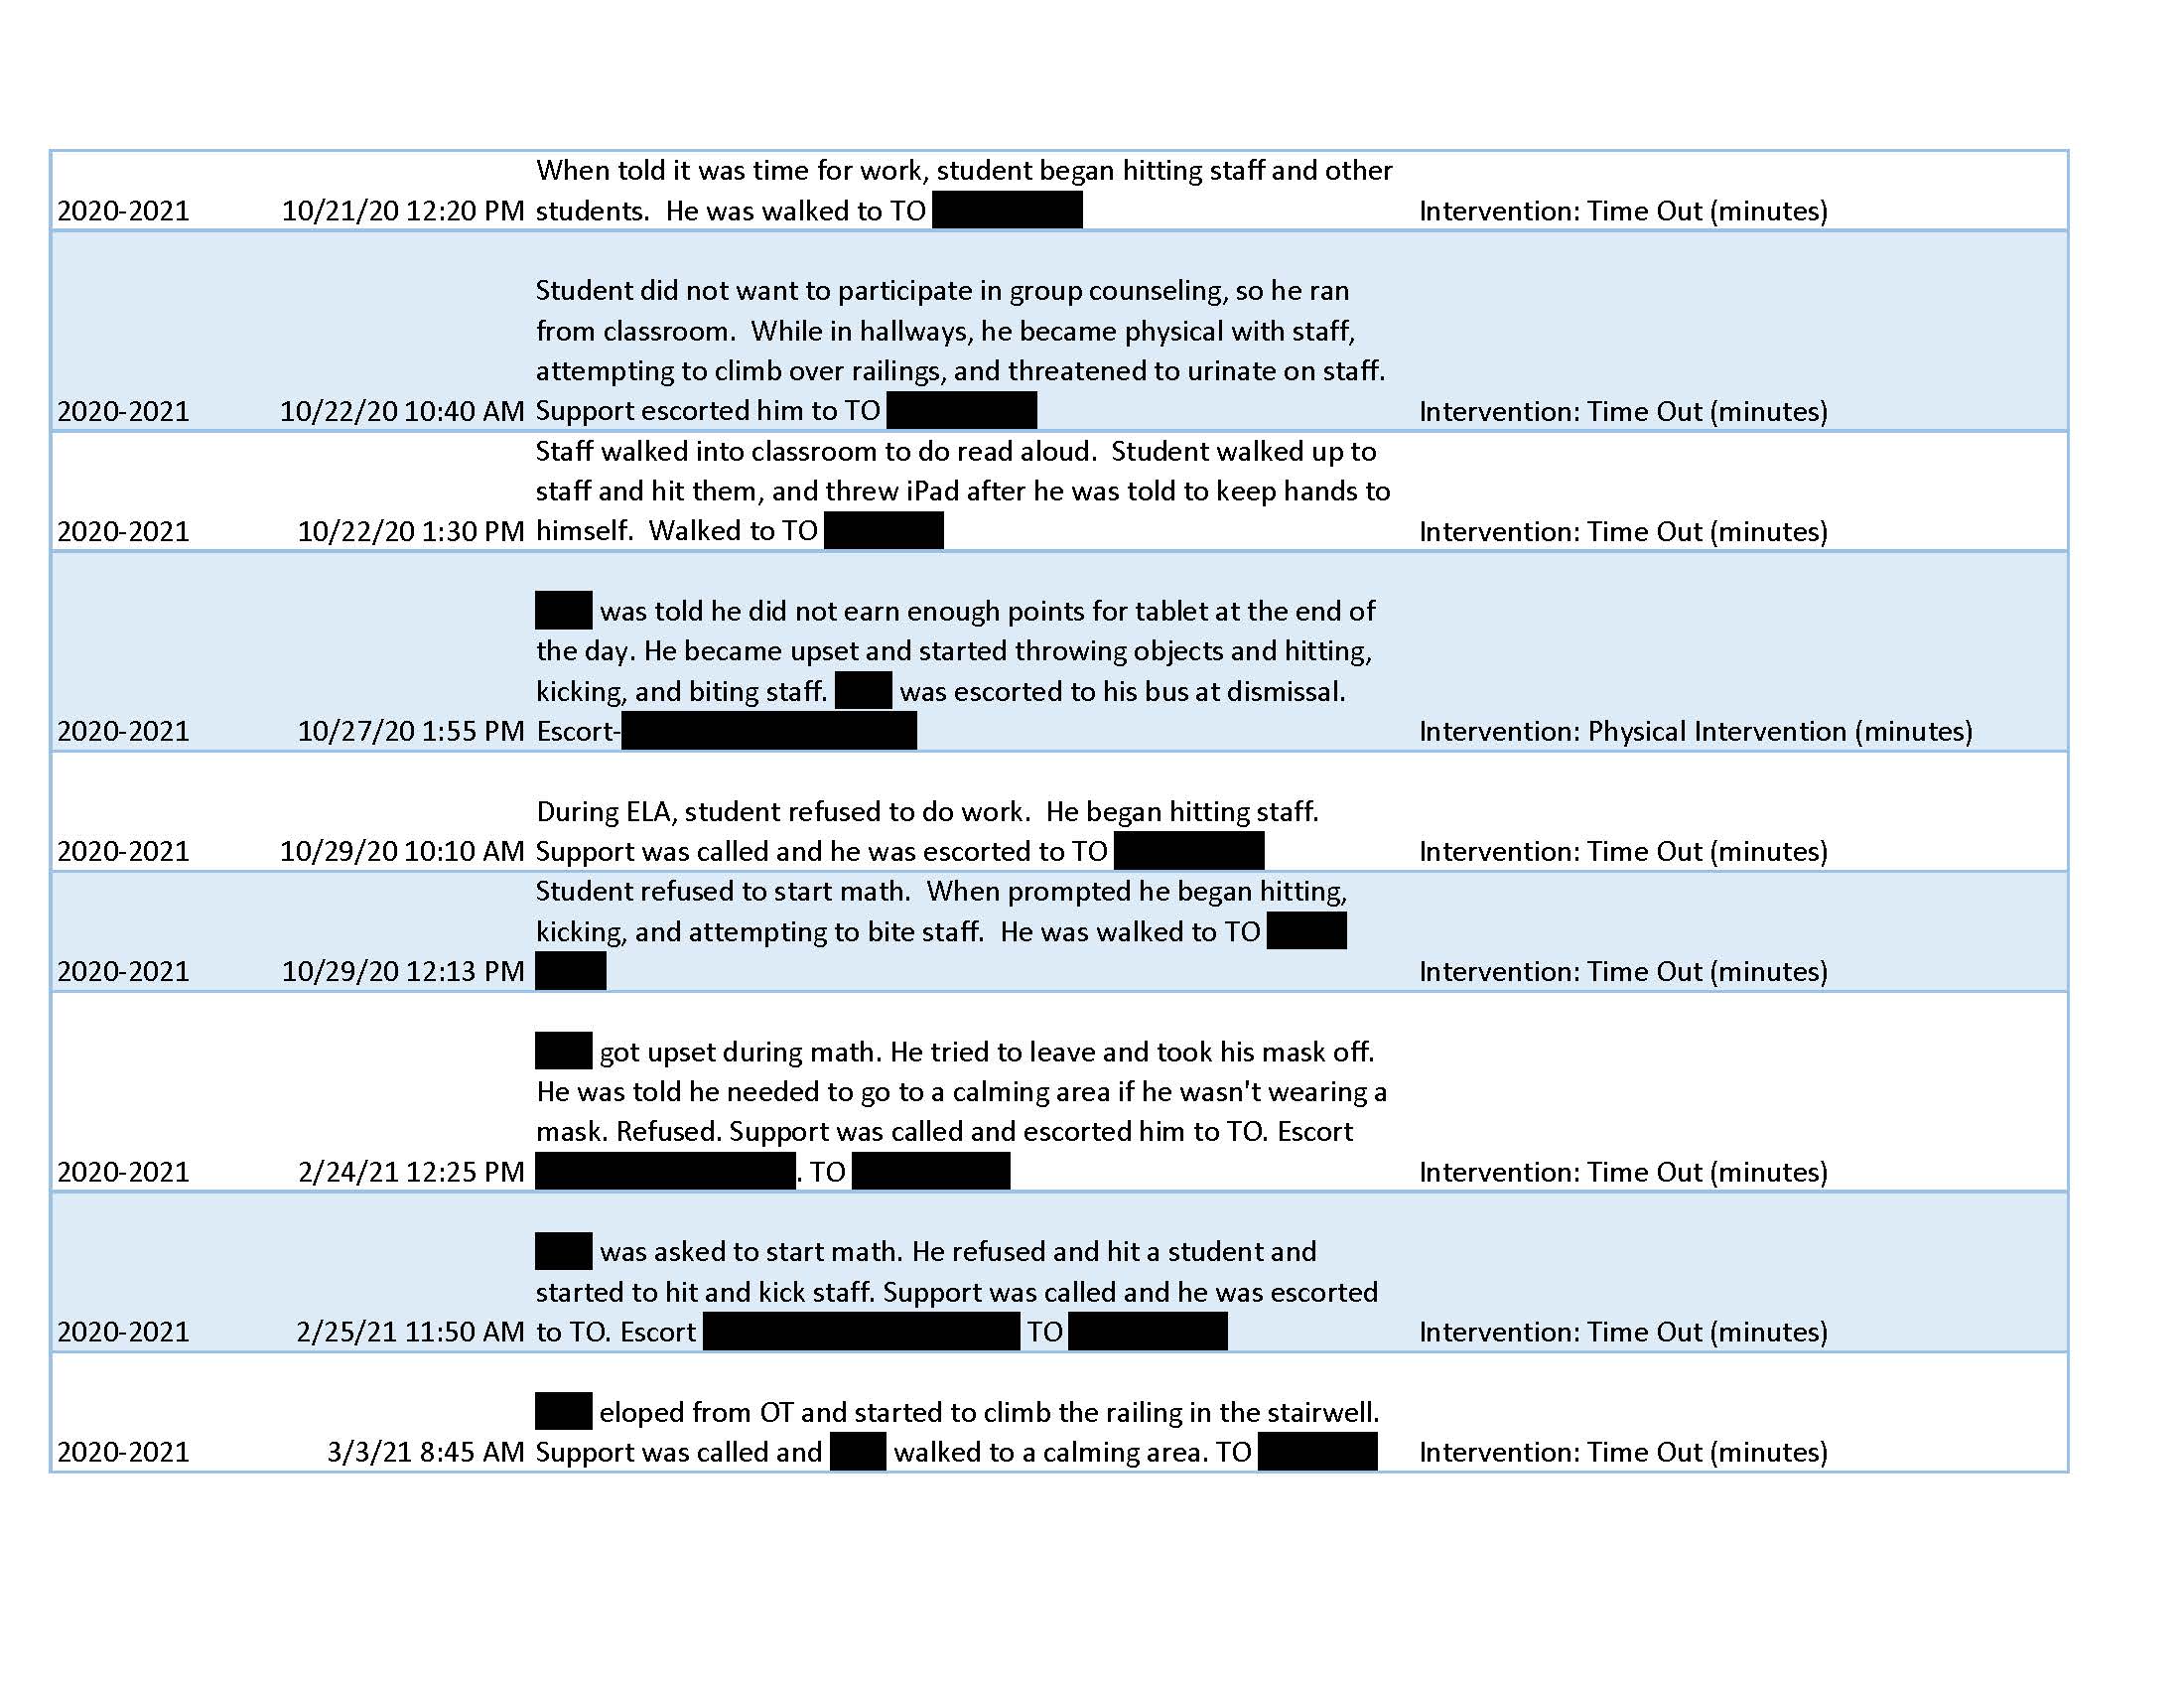 When told it was time for work, student began hitting staff and other
2020-2021 10/21/20 12:20 PM students.  He was walked to TO Intervention: Time Out (minutes)
Student did not want to participate in group counseling, so he ran
from classroom.  While in hallways, he became physical with staff,
attempting to climb over railings, and threatened to urinate on staff.
2020-2021 10/22/20 10:40 AM Support escorted him to TO Intervention: Time Out (minutes)
Staff walked into classroom to do read aloud.  Student walked up to
staff and hit them, and threw iPad after he was told to keep hands to
2020-2021 10/22/20 1:30 PM himself.  Walked to TO Intervention: Time Out (minutes)
was told he did not earn enough points for tablet at the end of
the day. He became upset and started throwing objects and hitting,
kicking, and biting staff. was escorted to his bus at dismissal.
2020-2021 10/27/20 1:55 PM Escort- Intervention: Physical Intervention (minutes)
During ELA, student refused to do work.  He began hitting staff.
2020-2021 10/29/20 10:10 AM Support was called and he was escorted to TO Intervention: Time Out (minutes)
Student refused to start math.  When prompted he began hitting,
kicking, and attempting to bite staff.  He was walked to TO
2020-2021 10/29/20 12:13 PM Intervention: Time Out (minutes)
got upset during math. He tried to leave and took his mask off.
He was told he needed to go to a calming area if he wasn't wearing a
mask. Refused. Support was called and escorted him to TO. Escort
2020-2021 2/24/21 12:25 PM . TO Intervention: Time Out (minutes)
was asked to start math. He refused and hit a student and
started to hit and kick staff. Support was called and he was escorted
2020-2021 2/25/21 11:50 AM to TO. Escort TO Intervention: Time Out (minutes)
eloped from OT and started to climb the railing in the stairwell.
2020-2021 3/3/21 8:45 AM Support was called and walked to a calming area. TO Intervention: Time Out (minutes)